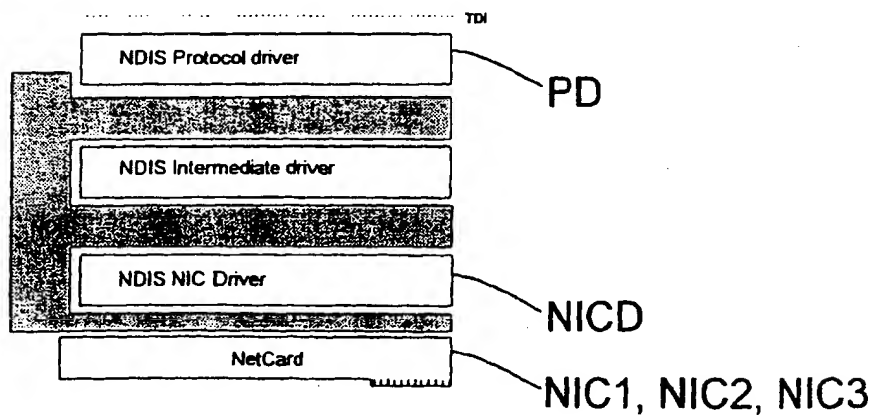 TDI
NDIS Protocol driver
PD
NDIS Intermediate driver
NDIS NIC Driver
NICD
NetCard
NIC1, NIC2, NIC3